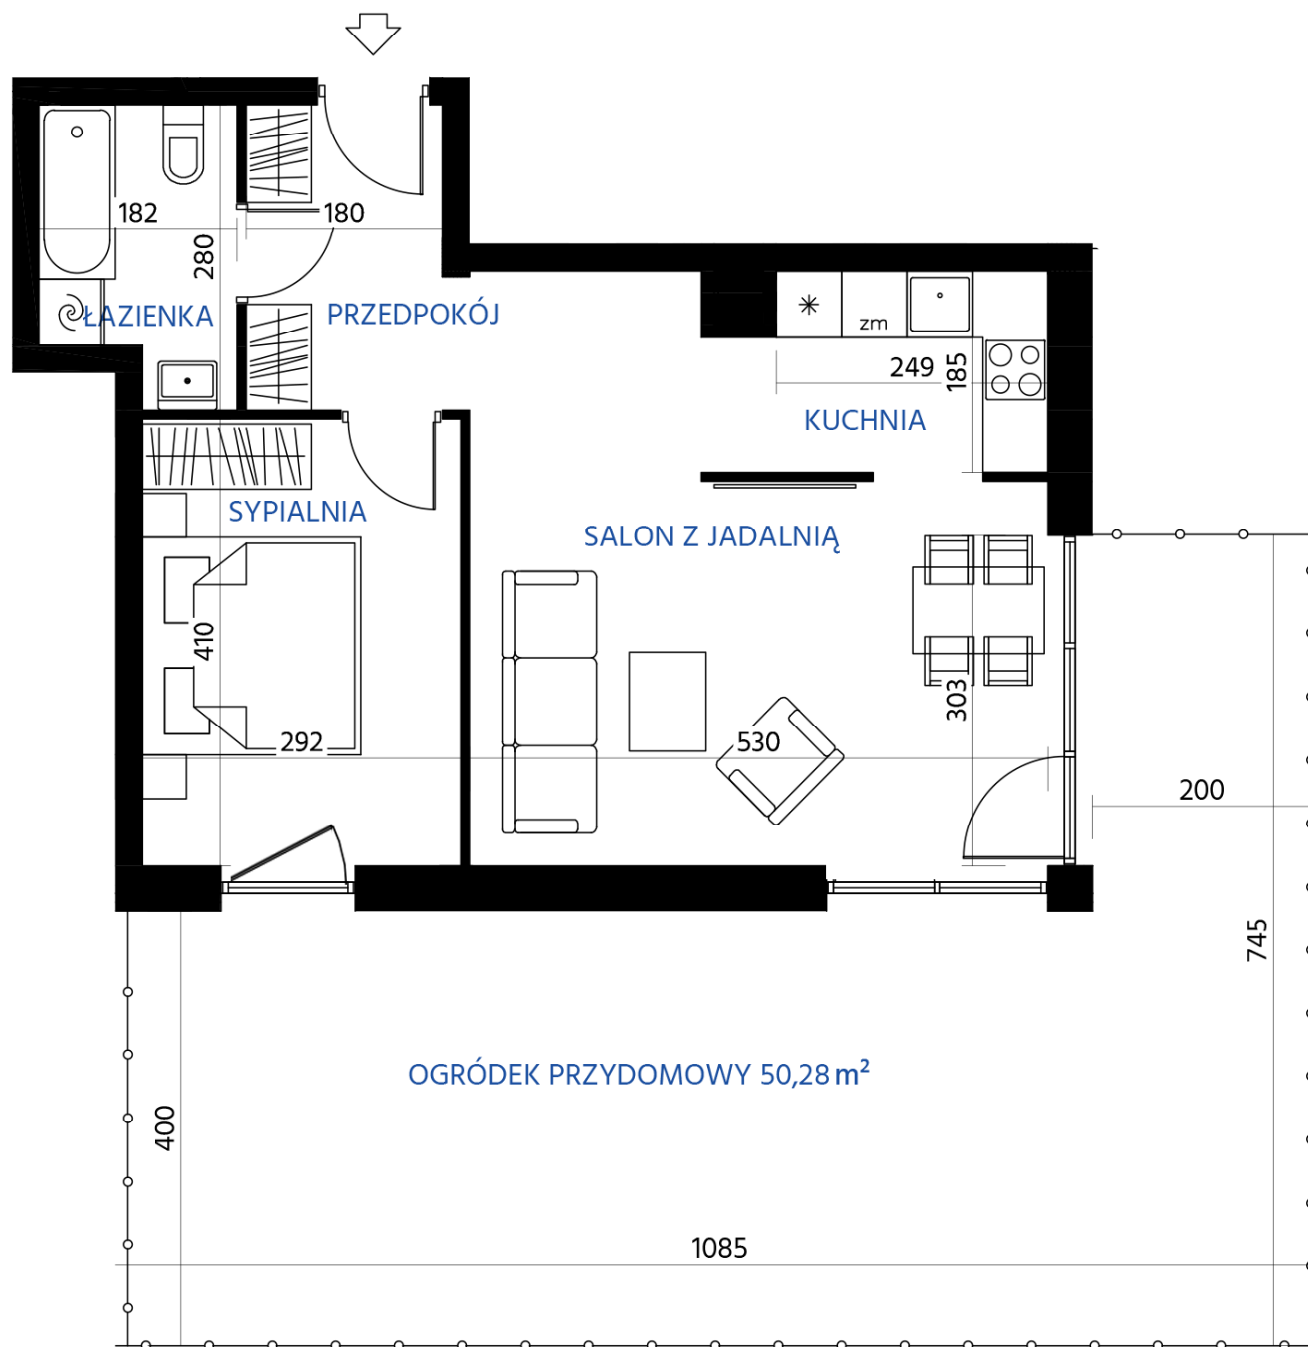 182
180
280
ŁAZIENKA
PRZEDPOKÓJ
zm
249
185
KUCHNIA
SYPIALNIA
SALON Z JADALNIĄ
410
303
292
530
200
745
OGRÓDEK PRZYDOMOWY 50,28 m²
400
1085